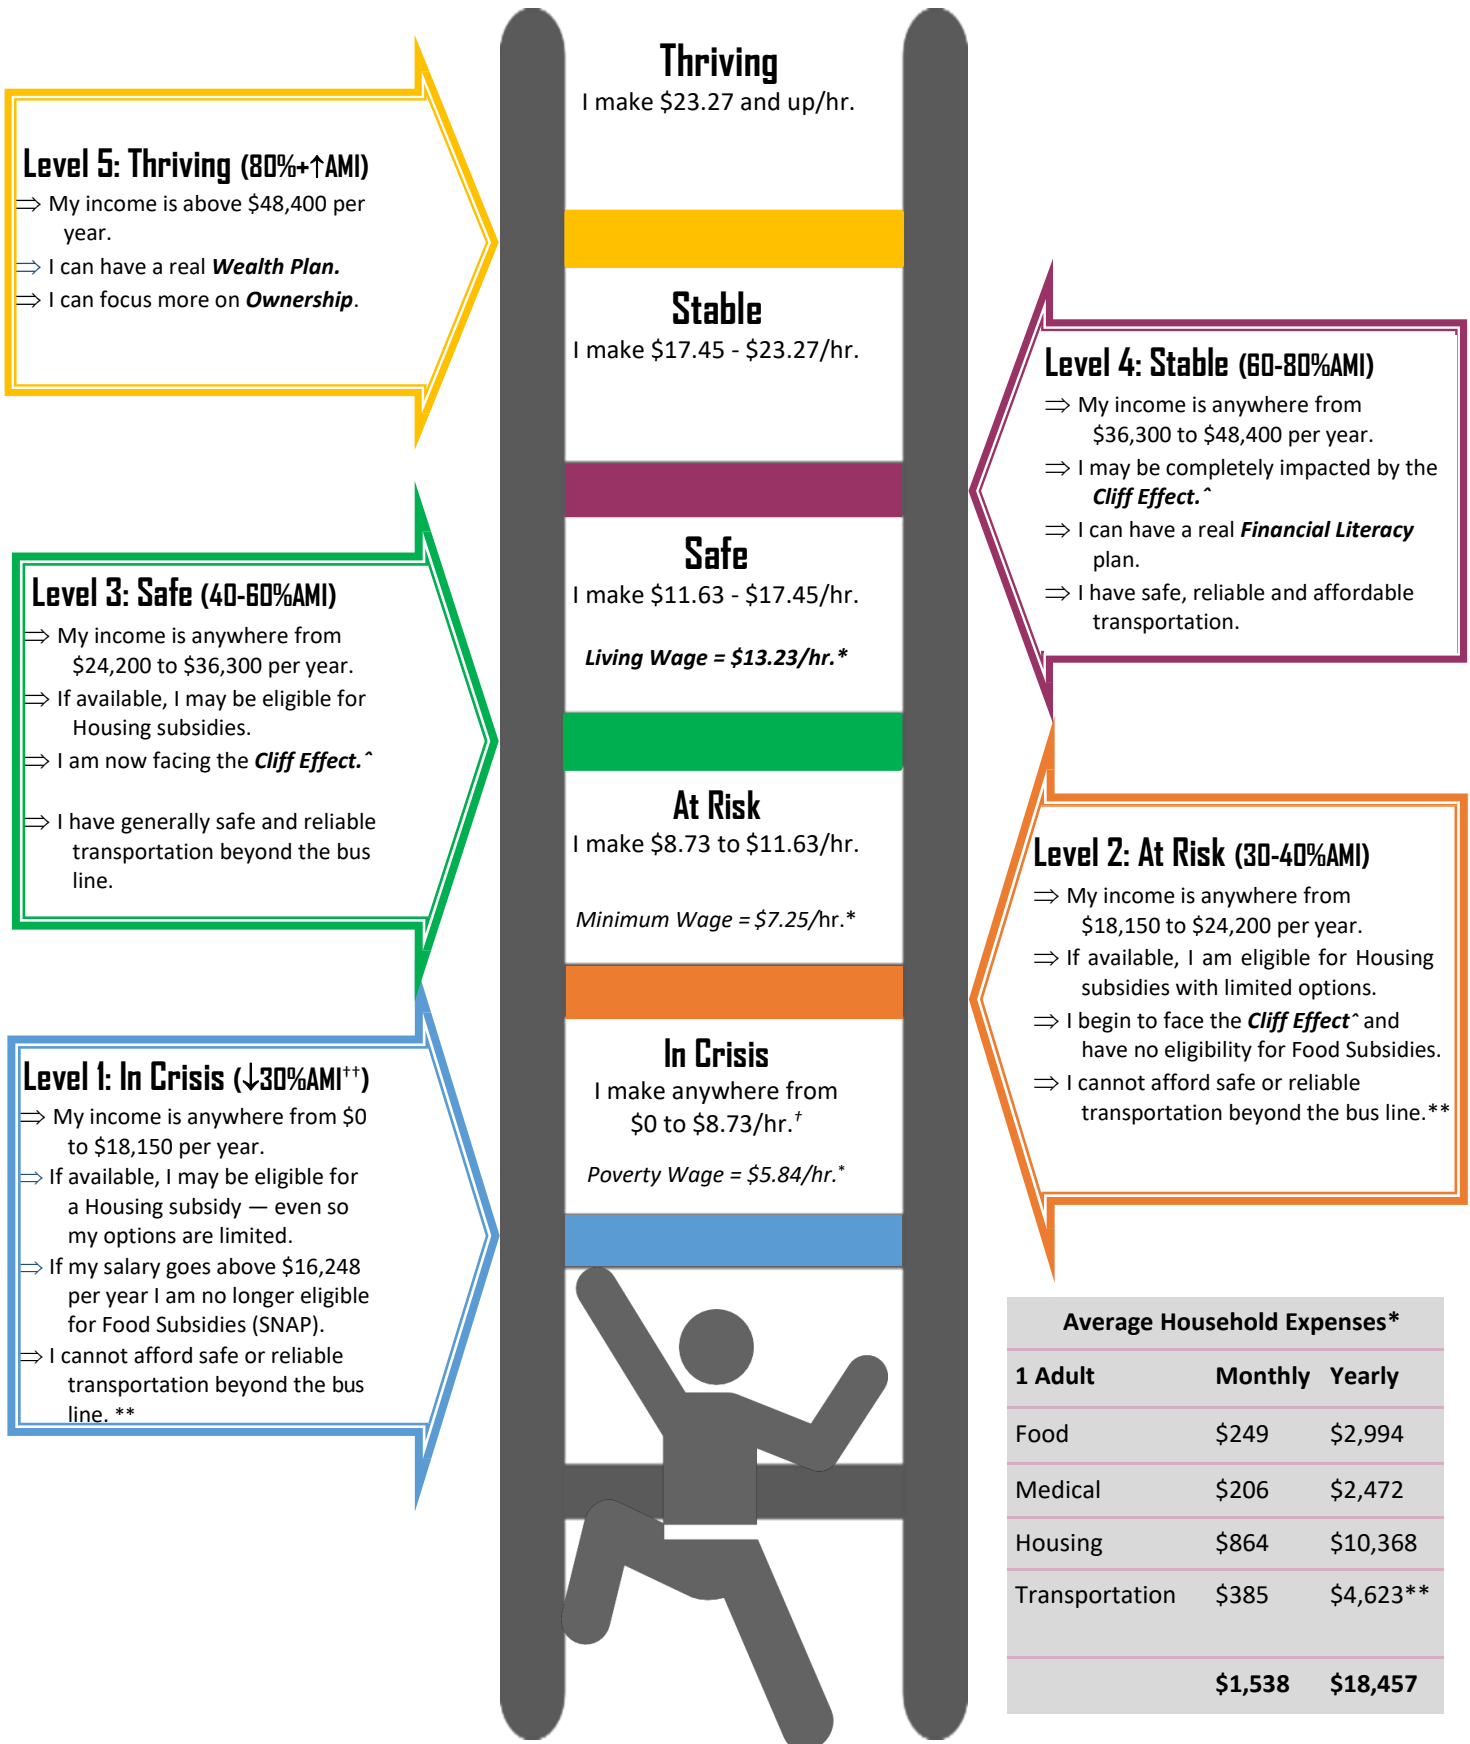 Thriving
I make $23.27 and up/hr.
Level 5: Thriving (80%+↑AMI)
⇒ My income is above $48,400 per
year.
⇒ I can have a real Wealth Plan.
⇒ I can focus more on Ownership.
Stable
I make $17.45 - $23.27/hr.
Level 4: Stable (60-80%AMI)
⇒ My income is anywhere from
$36,300 to $48,400 per year.
⇒ I may be completely impacted by the
Cliff Effect.^
⇒ I can have a real Financial Literacy
plan.
⇒ I have safe, reliable and affordable
transportation.
Safe
I make $11.63 - $17.45/hr.
Living Wage = $13.23/hr.*
Level 3: Safe (40-60%AMI)
⇒ My income is anywhere from
$24,200 to $36,300 per year.
⇒ If available, I may be eligible for
Housing subsidies.
⇒ I am now facing the Cliff Effect.^
⇒ I have generally safe and reliable
transportation beyond the bus
line.
At Risk
I make $8.73 to $11.63/hr.
Minimum Wage = $7.25/hr.*
Level 2: At Risk (30-40%AMI)
⇒ My income is anywhere from
$18,150 to $24,200 per year.
⇒ If available, I am eligible for Housing
subsidies with limited options.
⇒ I begin to face the Cliff Effect^ and
have no eligibility for Food Subsidies.
⇒ I cannot afford safe or reliable
transportation beyond the bus line.**
In Crisis
I make anywhere from
$0 to $8.73/hr.†
Poverty Wage = $5.84/hr.*
Level 1: In Crisis (↓30%AMI††)
⇒ My income is anywhere from $0
to $18,150 per year.
⇒ If available, I may be eligible for
a Housing subsidy — even so
my options are limited.
⇒ If my salary goes above $16,248
per year I am no longer eligible
for Food Subsidies (SNAP).
⇒ I cannot afford safe or reliable
transportation beyond the bus
line. **
Average Household Expenses*
1 Adult Monthly Yearly
Food $249 $2,994
Medical $206 $2,472
Housing $864 $10,368
Transportation $385 $4,623**
$1,538 $18,457